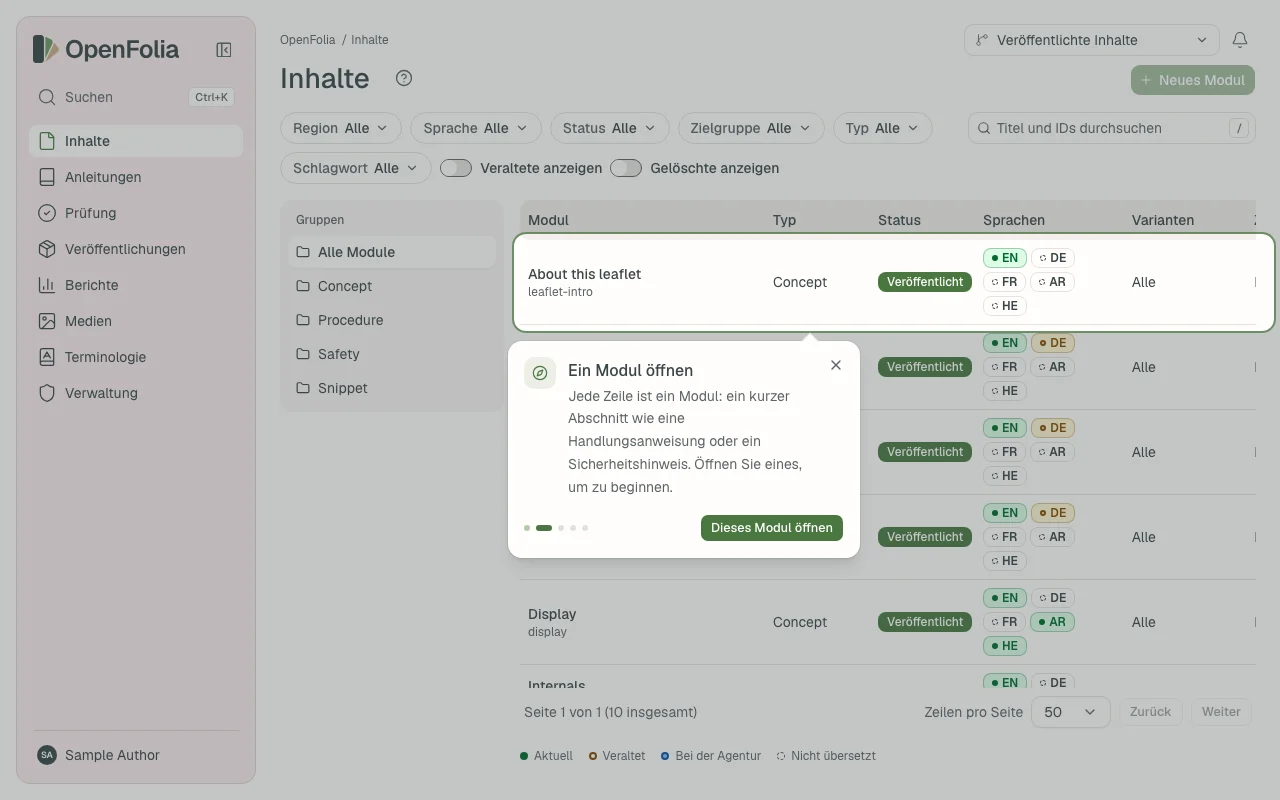 OpenFolia
Suchen
Ctrl+K
Inhalte
Anleitungen
Prüfung
Veröffentlichungen
Berichte
Medien
Terminologie
Verwaltung
SA
Sample Author
OpenFolia / Inhalte
Veröffentlichte Inhalte
Inhalte
+ Neues Modul
Region Alle
Sprache Alle
Status Alle
Zielgruppe Alle
Typ Alle
Titel und IDs durchsuchen
/
Schlagwort Alle
Veraltete anzeigen
Gelöschte anzeigen
Gruppen
Alle Module
Concept
Procedure
Safety
Snippet
Modul Typ Status Sprachen Varianten
About this leaflet
leaflet-intro
Concept
Veröffentlicht
EN DE
FR AR
HE
Alle
EN DE
Veröffentlicht
FR AR
HE
Alle
EN DE
Veröffentlicht
FR AR
HE
Alle
EN DE
Veröffentlicht
FR AR
HE
Alle
Ein Modul öffnen
Jede Zeile ist ein Modul: ein kurzer
Abschnitt wie eine
Handlungsanweisung oder ein
Sicherheitshinweis. Öffnen Sie eines,
um zu beginnen.
Dieses Modul öffnen
Display
display
Concept
Veröffentlicht
EN DE
FR AR
HE
Alle
Internals
EN DE
Seite 1 von 1 (10 insgesamt)
Zeilen pro Seite
50
Zurück
Weiter
Aktuell
Veraltet
Bei der Agentur
Nicht übersetzt